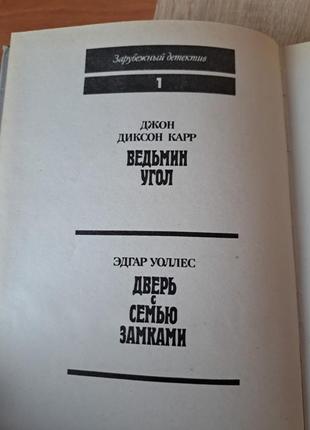 Зарубежный детектив
1
ДЖОН
ДИКСОН КАРР
ВЕДЬМИН
УГОЛ
ЭДГАР УОЛЛЕС
ДВЕРЬ
С
СЕМЬЮ
ЗАМКАМИ